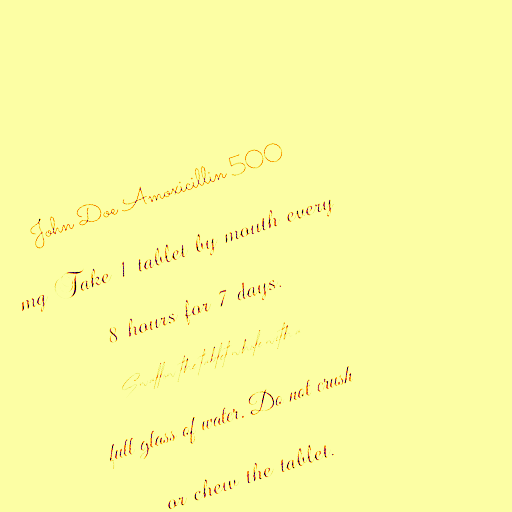 John Doe Amoxicillin 500
mg Take 1 tablet by mouth every
8 hours for 7 days.
full glass of water. Do not crush
or chew the tablet.